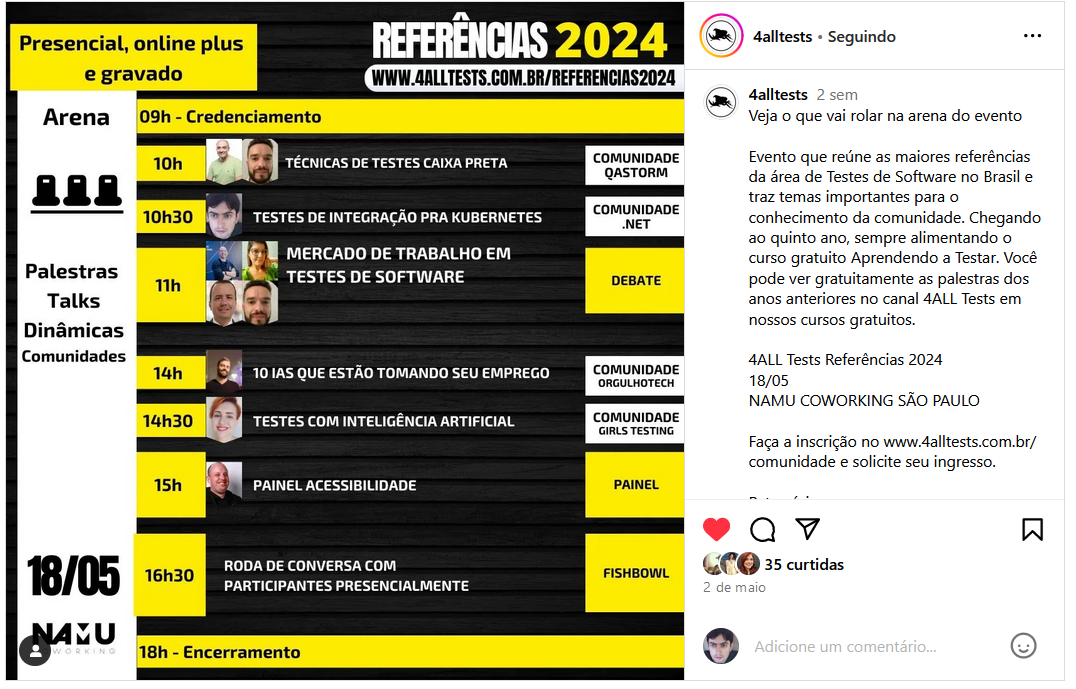 Presencial, online plus
e gravado
REFERÊNCIAS 2024
WWW.4ALLTESTS.COM.BR/REFERENCIAS2024
Arena
Palestras
Talks
Dinâmicas
Comunidades
18/05
NAMU
COWORKING
09h - Credenciamento
10h TÉCNICAS DE TESTES CAIXA PRETA COMUNIDADE
QASTORM
10h30 TESTES DE INTEGRAÇÃO PRA KUBERNETES COMUNIDADE
.NET
11h MERCADO DE TRABALHO EM
TESTES DE SOFTWARE DEBATE
14h 10 IAS QUE ESTÃO TOMANDO SEU EMPREGO COMUNIDADE
ORGULHOTECH
14h30 TESTES COM INTELIGÊNCIA ARTIFICIAL COMUNIDADE
GIRLS TESTING
15h PAINEL ACESSIBILIDADE PAINEL
16h30 RODA DE CONVERSA COM
PARTICIPANTES PRESENCIALMENTE FISHBOWL
18h - Encerramento
4alltests • Seguindo
4alltests 2 sem
Veja o que vai rolar na arena do evento
Evento que reúne as maiores referências
da área de Testes de Software no Brasil e
traz temas importantes para o
conhecimento da comunidade. Chegando
ao quinto ano, sempre alimentando o
curso gratuito Aprendendo a Testar. Você
pode ver gratuitamente as palestras dos
anos anteriores no canal 4ALL Tests em
nossos cursos gratuitos.
4ALL Tests Referências 2024
18/05
NAMU COWORKING SÃO PAULO
Faça a inscrição no www.4alltests.com.br/
comunidade e solicite seu ingresso.
35 curtidas
2 de maio
Adicione um comentário...